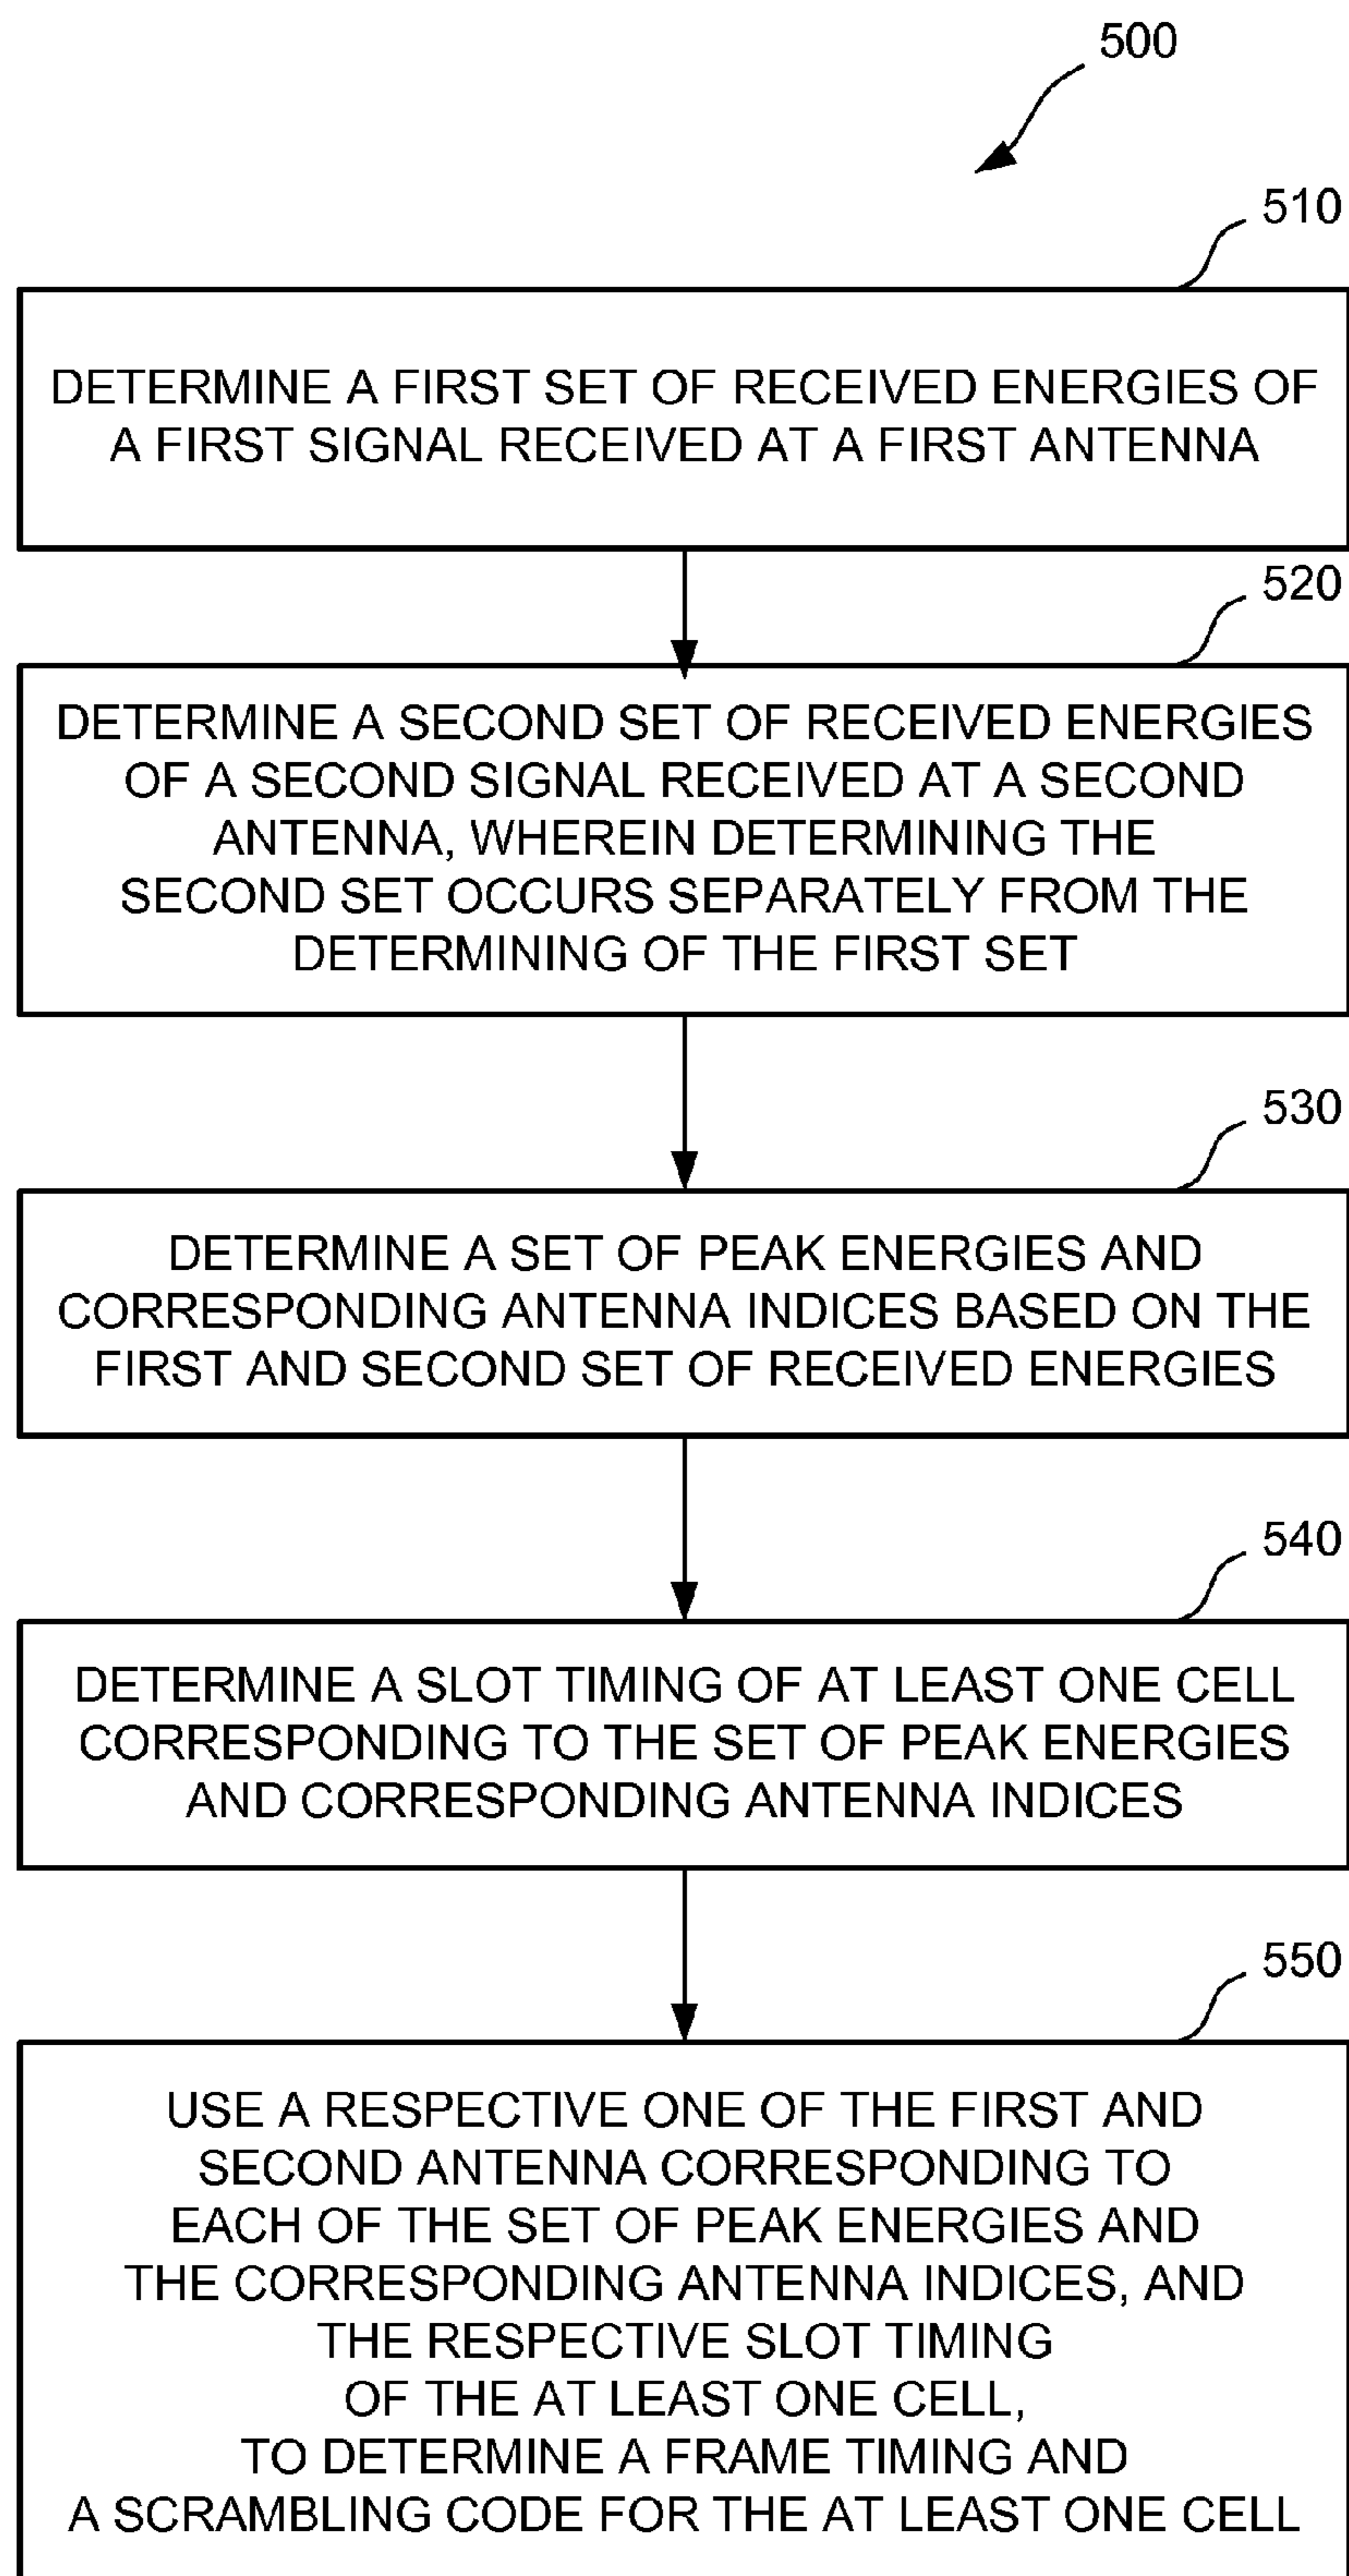 500
510
DETERMINE A FIRST SET OF RECEIVED ENERGIES OF
A FIRST SIGNAL RECEIVED AT A FIRST ANTENNA
520
DETERMINE A SECOND SET OF RECEIVED ENERGIES
OF A SECOND SIGNAL RECEIVED AT A SECOND
ANTENNA, WHEREIN DETERMINING THE
SECOND SET OCCURS SEPARATELY FROM THE
DETERMINING OF THE FIRST SET
530
DETERMINE A SET OF PEAK ENERGIES AND
CORRESPONDING ANTENNA INDICES BASED ON THE
FIRST AND SECOND SET OF RECEIVED ENERGIES
540
DETERMINE A SLOT TIMING OF AT LEAST ONE CELL
CORRESPONDING TO THE SET OF PEAK ENERGIES
AND CORRESPONDING ANTENNA INDICES
550
USE A RESPECTIVE ONE OF THE FIRST AND
SECOND ANTENNA CORRESPONDING TO
EACH OF THE SET OF PEAK ENERGIES AND
THE CORRESPONDING ANTENNA INDICES, AND
THE RESPECTIVE SLOT TIMING
OF THE AT LEAST ONE CELL,
TO DETERMINE A FRAME TIMING AND
A SCRAMBLING CODE FOR THE AT LEAST ONE CELL